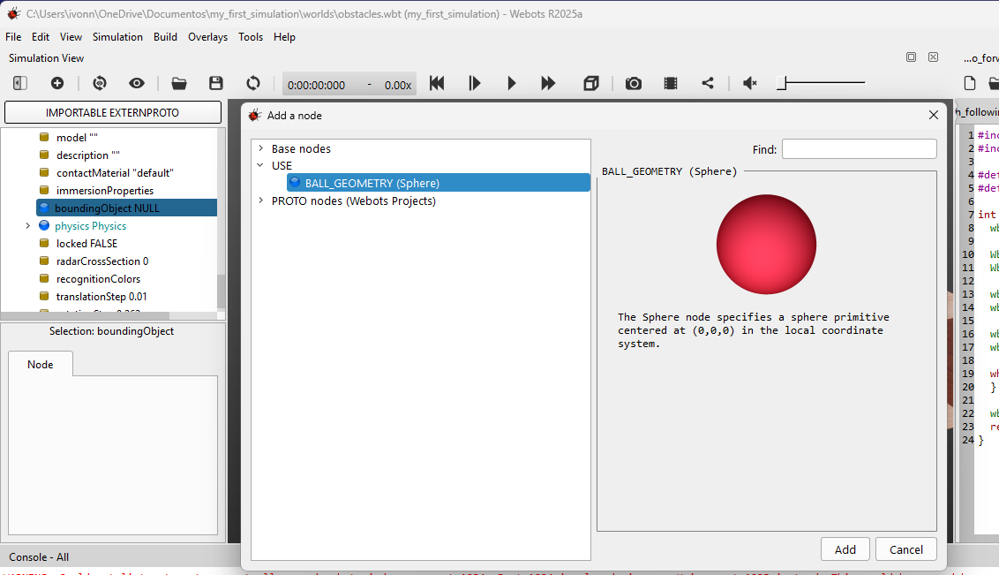 C:\Users\ivonn\OneDrive\Documentos\my_first_simulation\worlds\obstacles.wbt (my_first_simulation) - Webots R2025a
File Edit View Simulation Build Overlays Tools Help
Simulation View
...o_forw
0:00:00:000 - 0.00x
IMPORTABLE EXTERNPROTO
model ""
description ""
contactMaterial "default"
immersionProperties
boundingObject NULL
physics Physics
locked FALSE
radarCrossSection 0
recognitionColors
translationStep 0.01
Selection: boundingObject
Node
Add a node
Base nodes
USE
BALL_GEOMETRY (Sphere)
PROTO nodes (Webots Projects)
Find:
BALL_GEOMETRY (Sphere)
The Sphere node specifies a sphere primitive
centered at (0,0,0) in the local coordinate
system.
Add Cancel
h_followin
1 #inc
2 #inc
3
4 #def
5 #def
6
7 int
8 wb
9
10 Wb
11 Wb
12
13 wb
14 wb
15
16 wb
17 wb
18
19 wh
20 }
21
22 wb
23 re
24 }
Console - All